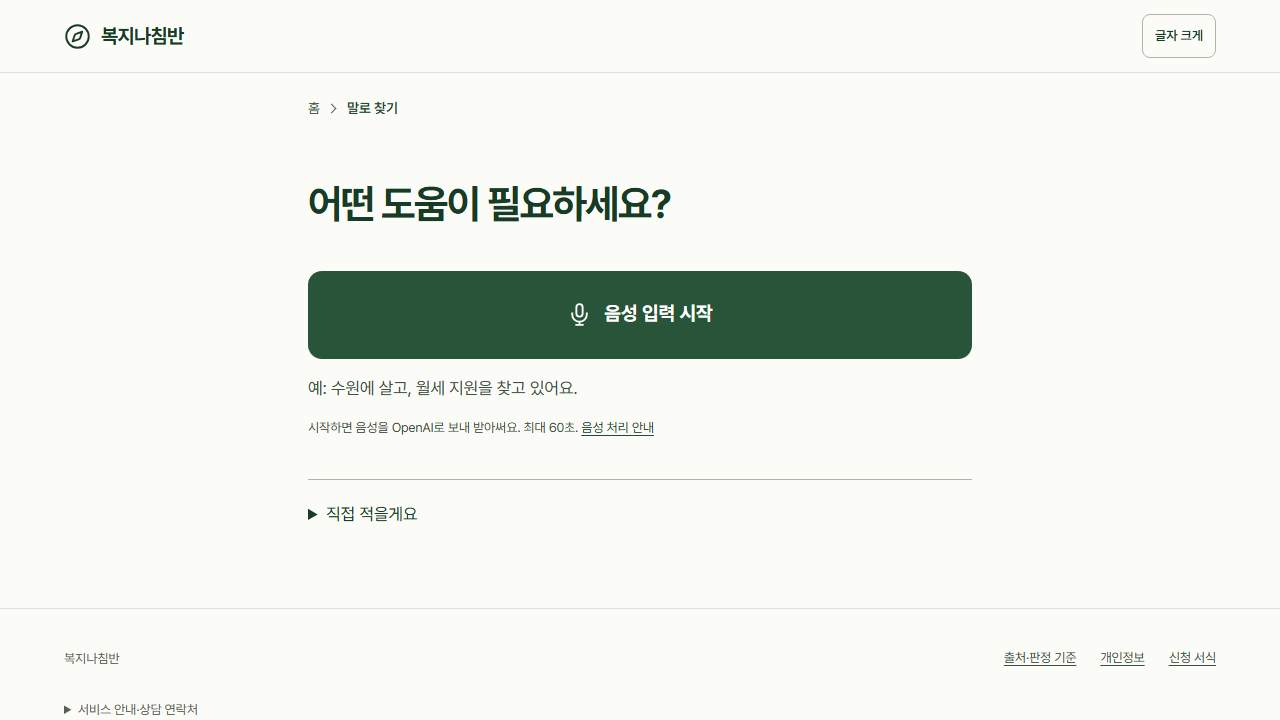 복지나침반
글자 크게
홈 > 말로 찾기
어떤 도움이 필요하세요?
음성 입력 시작
예: 수원에 살고, 월세 지원을 찾고 있어요.
시작하면 음성을 OpenAI로 보내 받아써요. 최대 60초. 음성 처리 안내
직접 적을게요
복지나침반
출처·판정 기준 개인정보 신청 서식
서비스 안내·상담 연락처